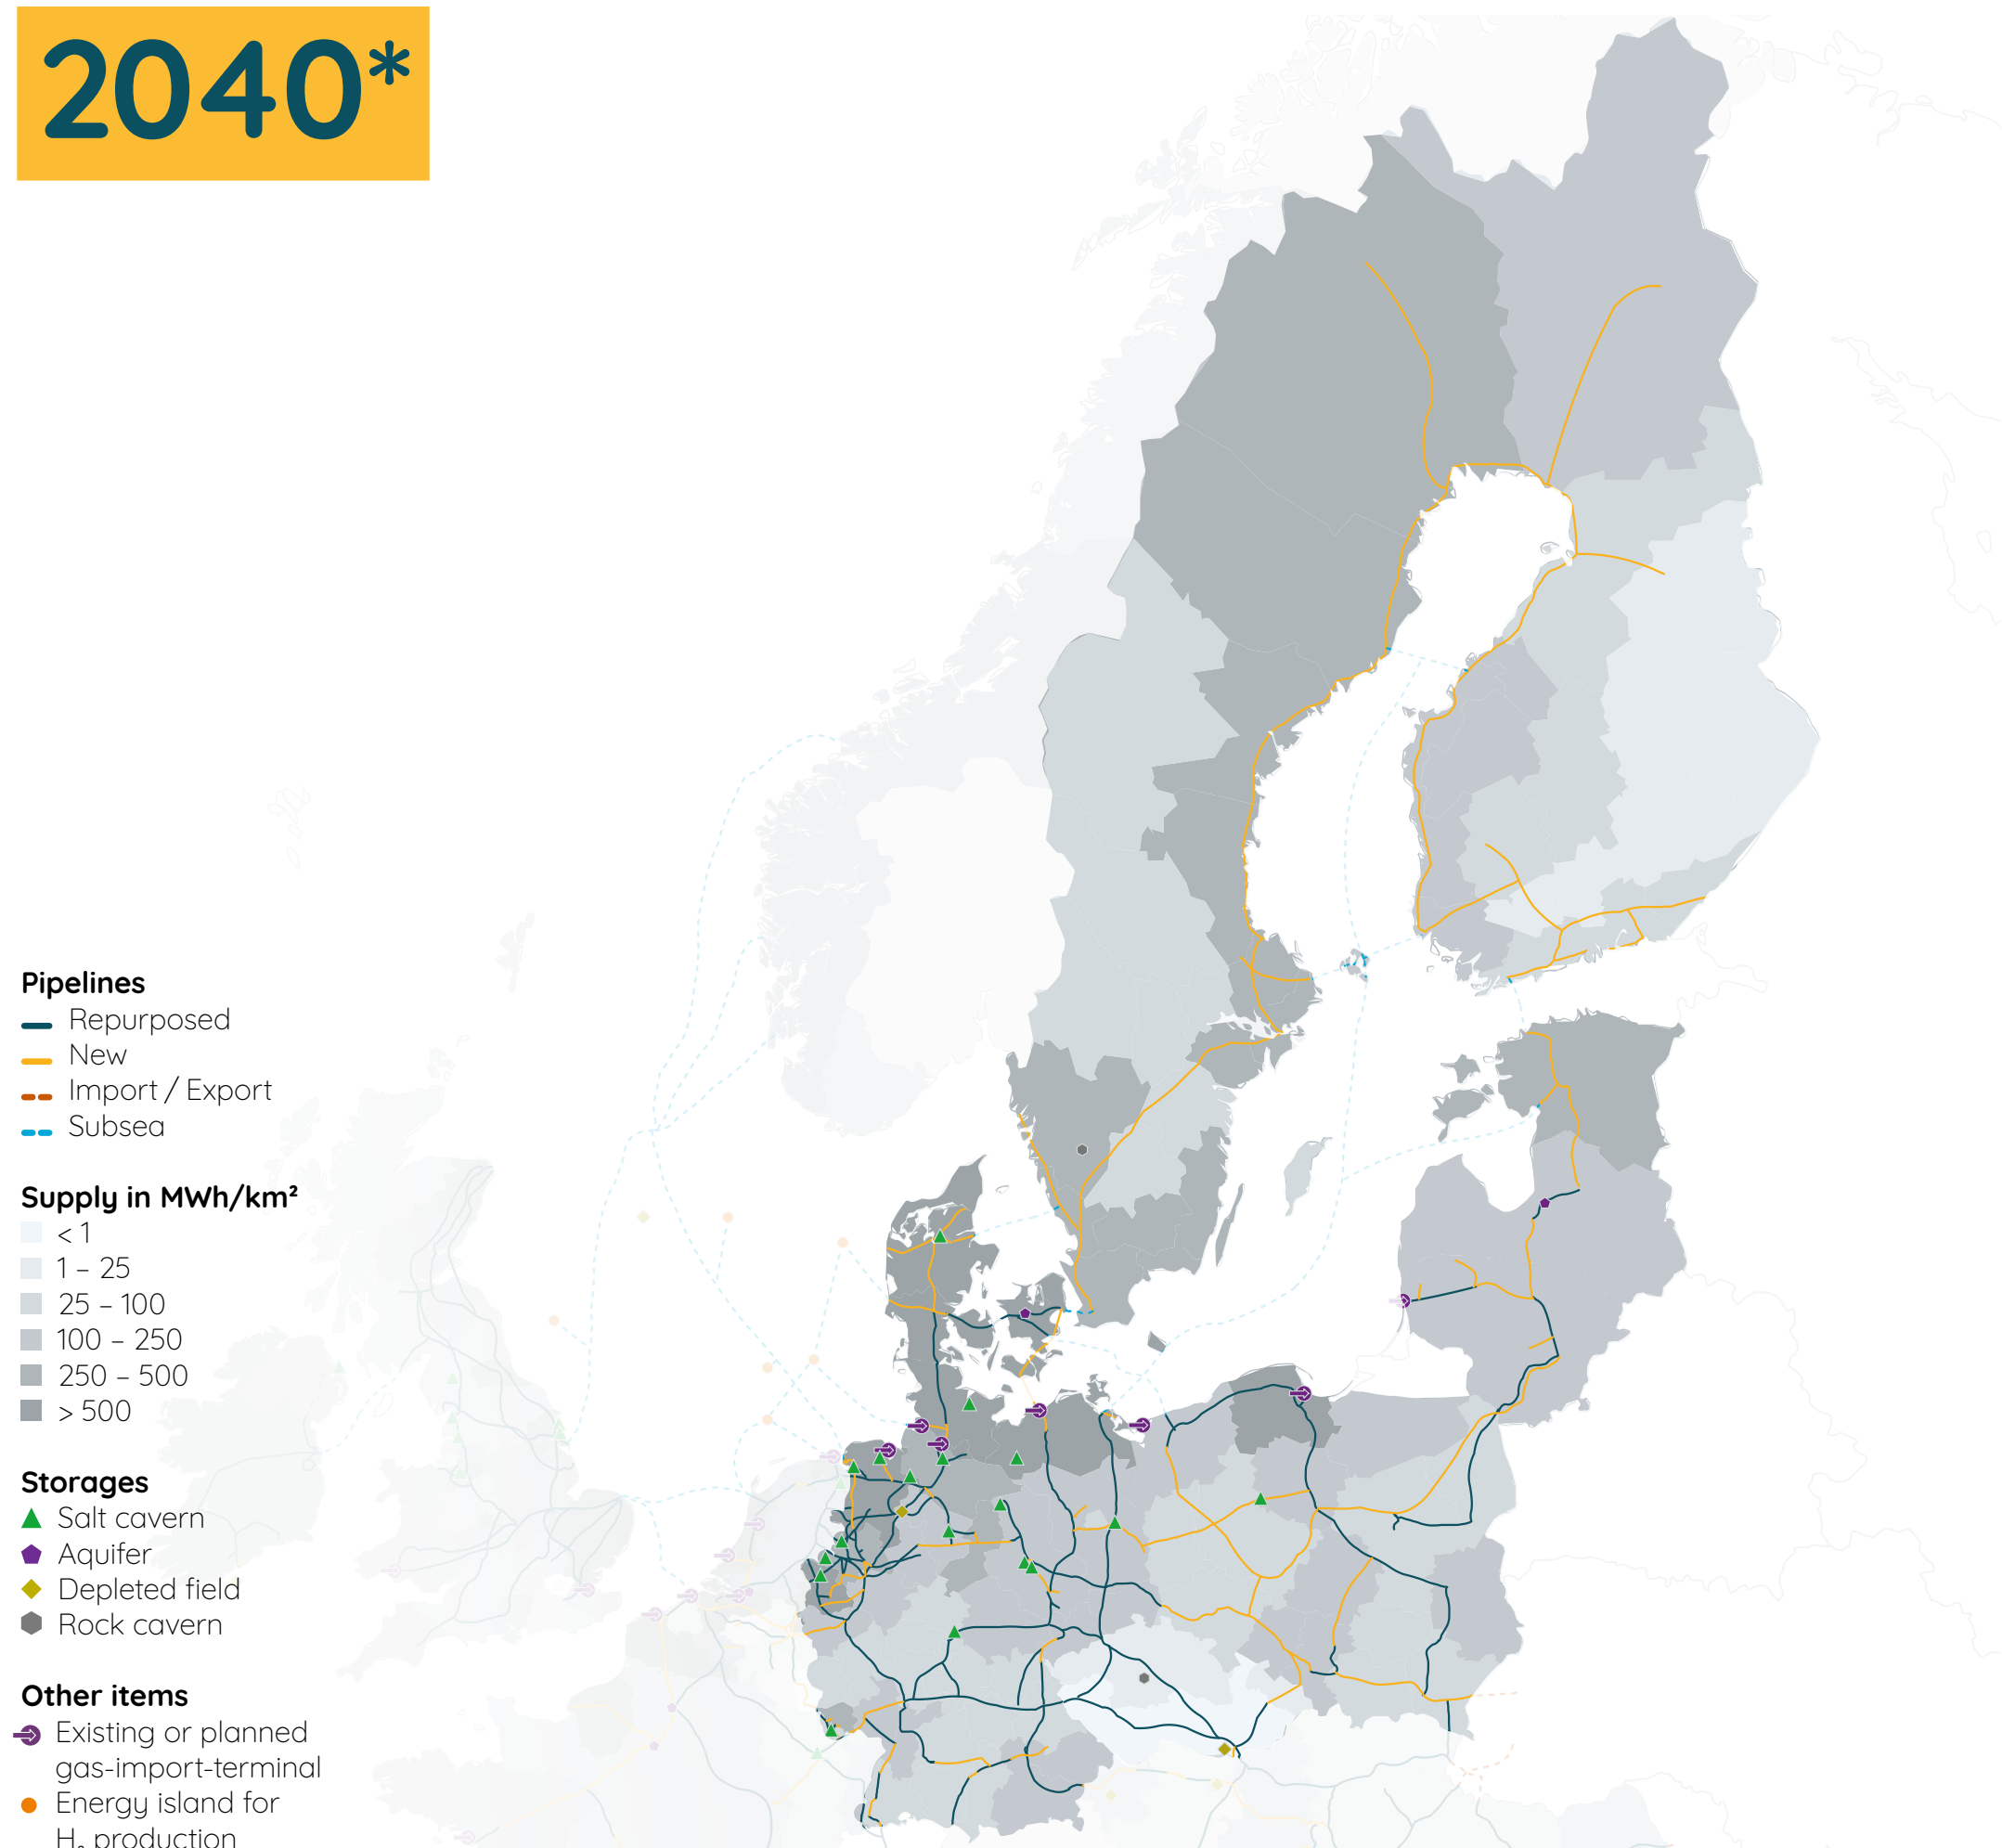 2040*
Pipelines
Repurposed
New
Import / Export
Subsea
Supply in MWh/km²
< 1
1 – 25
25 – 100
100 – 250
250 – 500
> 500
Storages
Salt cavern
Aquifer
Depleted field
Rock cavern
Other items
Existing or planned
gas-import-terminal
Energy island for
H₂ production